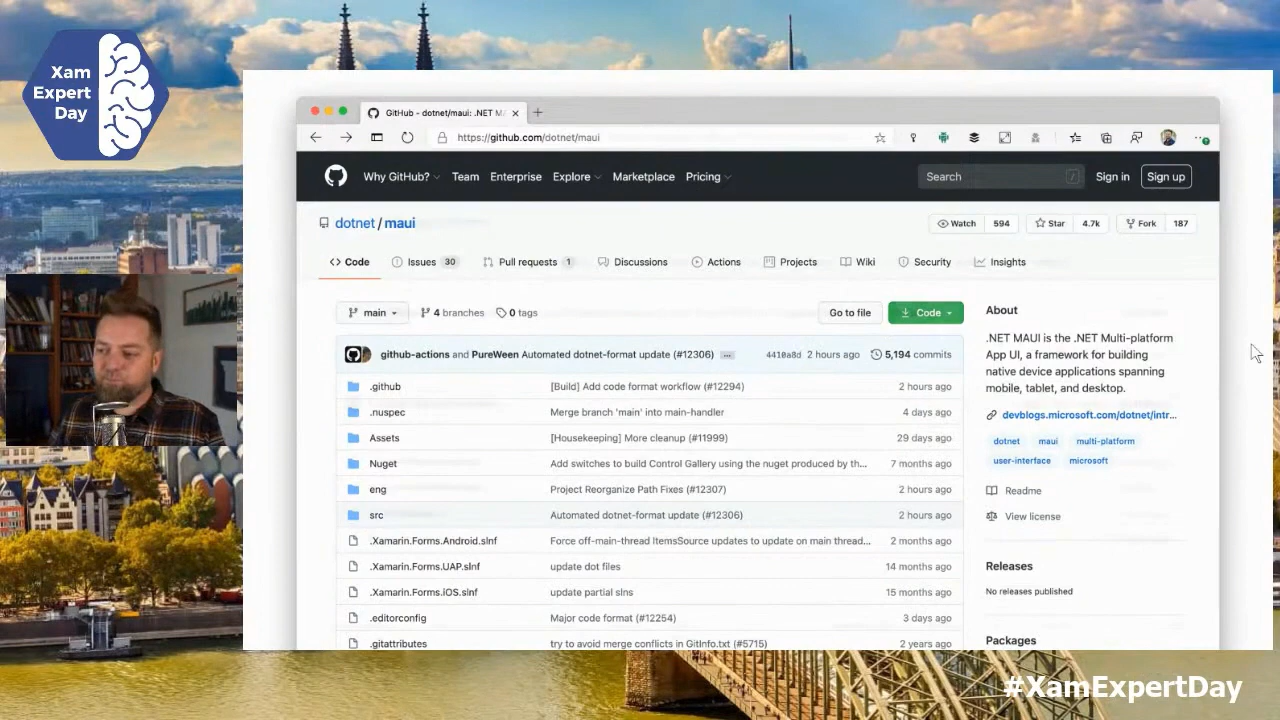 Xam
Expert
Day
GitHub - dotnet/maui: .NET M
https://github.com/dotnet/maui
Why GitHub? Team Enterprise Explore Marketplace Pricing Search / Sign in Sign up
dotnet / maui Watch 594 Star 4.7k Fork 187
Code Issues 30 Pull requests 1 Discussions Actions Projects Wiki Security Insights
main 4 branches 0 tags Go to file Code
github-actions and PureWeen Automated dotnet-format update (#12306) ... 4410a8d 2 hours ago 5,194 commits
.github [Build] Add code format workflow (#12294) 2 hours ago
.nuspec Merge branch 'main' into main-handler 4 days ago
Assets [Housekeeping] More cleanup (#11999) 29 days ago
Nuget Add switches to build Control Gallery using the nuget produced by th... 7 months ago
eng Project Reorganize Path Fixes (#12307) 2 hours ago
src Automated dotnet-format update (#12306) 2 hours ago
.Xamarin.Forms.Android.slnf Force off-main-thread ItemsSource updates to update on main thread... 2 months ago
.Xamarin.Forms.UAP.slnf update dot files 14 months ago
.Xamarin.Forms.iOS.slnf update partial slns 15 months ago
.editorconfig Major code format (#12254) 3 days ago
.gitattributes try to avoid merge conflicts in GitInfo.txt (#5715) 2 years ago
About
.NET MAUI is the .NET Multi-platform
App UI, a framework for building
native device applications spanning
mobile, tablet, and desktop.
devblogs.microsoft.com/dotnet/intr...
dotnet maui multi-platform
user-interface microsoft
Readme
View license
Releases
No releases published
Packages
#XamExpertDay